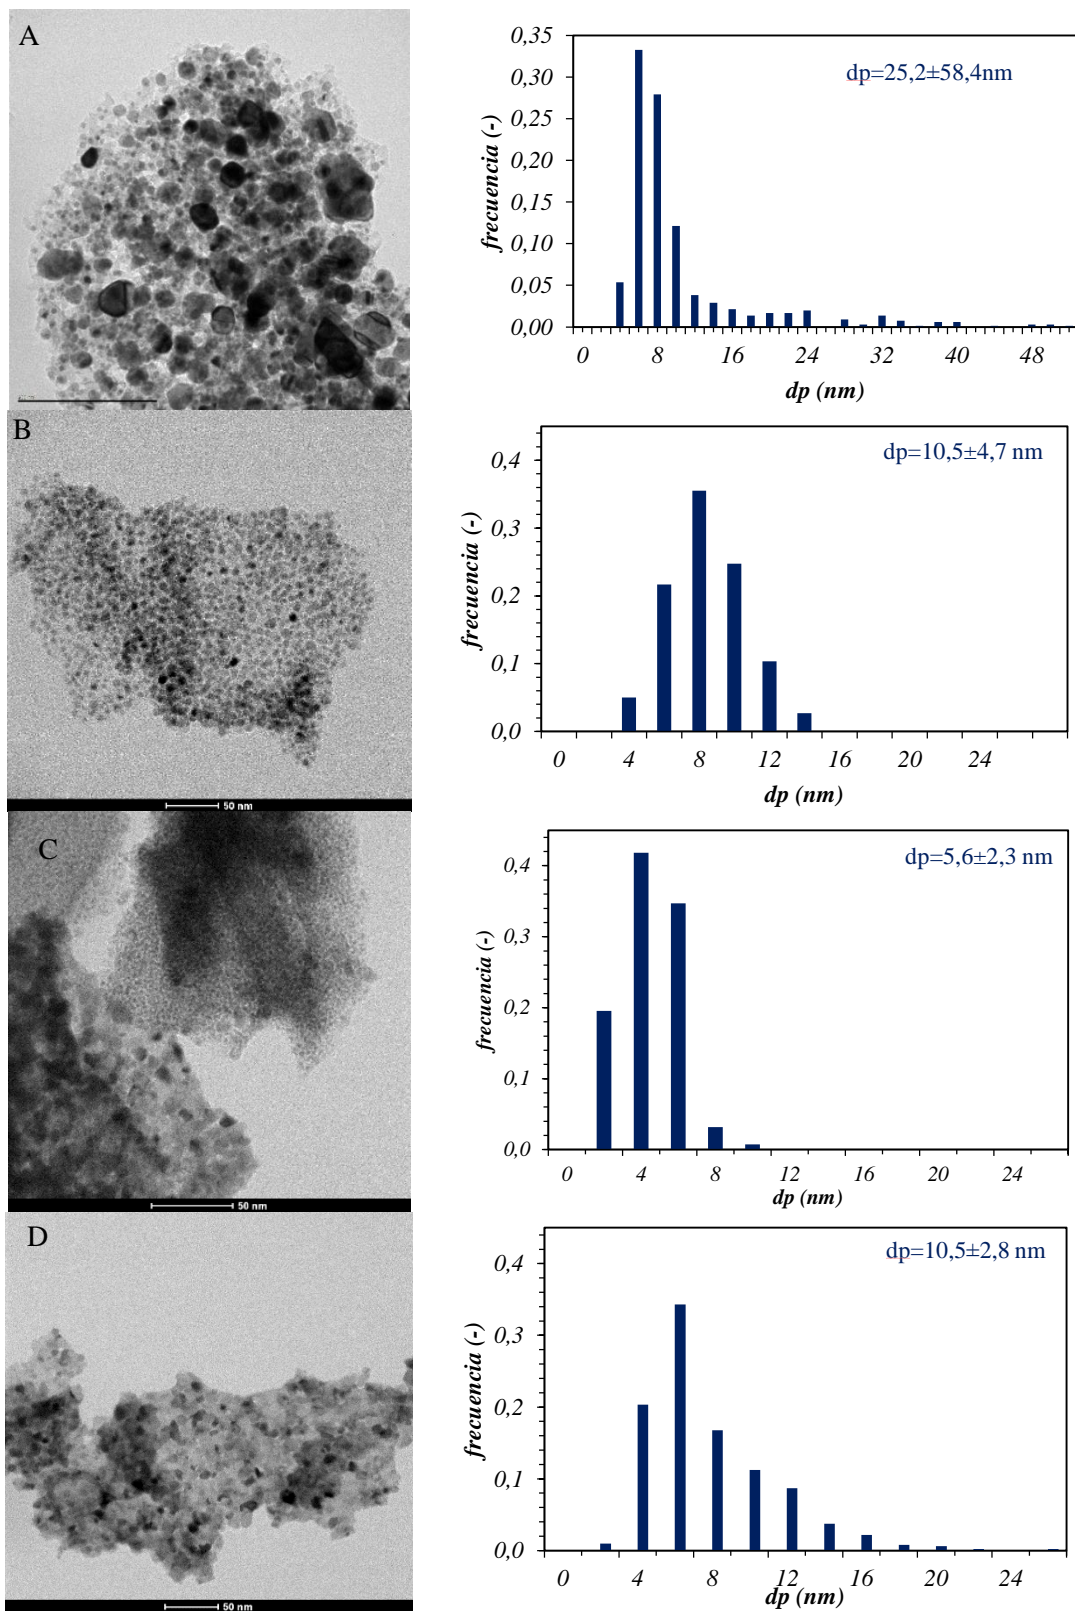 A
0,35
0,30
0,25
0,20
0,15
0,10
0,05
0,00
frecuencia (-)
dp=25,2±58,4nm
0 8 16 24 32 40 48
dp (nm)
B
50 nm
0,4
0,3
0,2
0,1
0,0
frecuencia (-)
dp=10,5±4,7 nm
0 4 8 12 16 20 24
dp (nm)
C
50 nm
0,4
0,3
0,2
0,1
0,0
frecuencia (-)
dp=5,6±2,3 nm
0 4 8 12 16 20 24
dp (nm)
D
50 nm
0,4
0,3
0,2
0,1
0,0
frecuencia (-)
dp=10,5±2,8 nm
0 4 8 12 16 20 24
dp (nm)